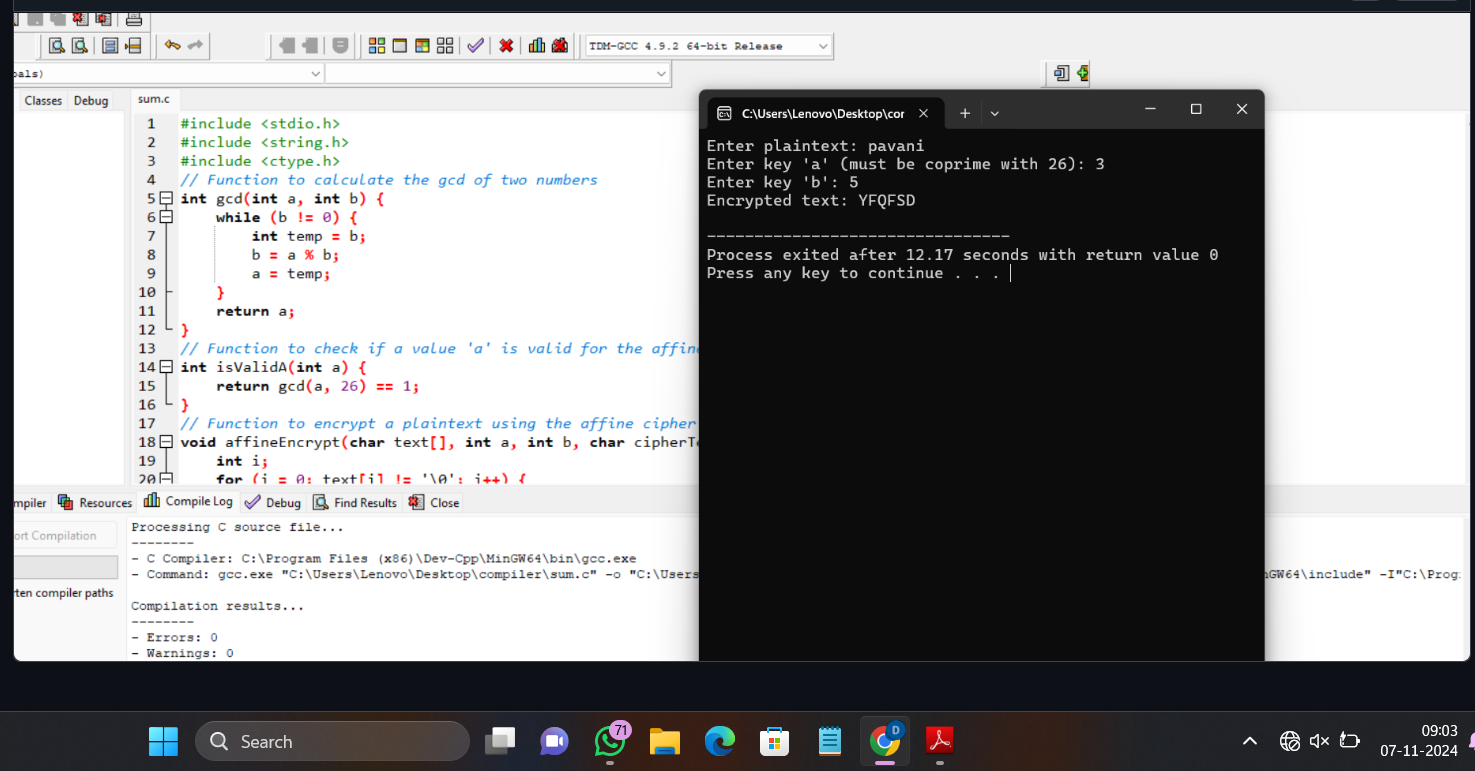 TDM-GCC 4.9.2 64-bit Release
Classes Debug
sum.c
1 #include <stdio.h>
2 #include <string.h>
3 #include <ctype.h>
4 // Function to calculate the gcd of two numbers
5 int gcd(int a, int b) {
6 while (b != 0) {
7 int temp = b;
8 b = a % b;
9 a = temp;
10 }
11 return a;
12 }
13 // Function to check if a value 'a' is valid for the affin
14 int isValidA(int a) {
15 return gcd(a, 26) == 1;
16 }
17 // Function to encrypt a plaintext using the affine cipher
18 void affineEncrypt(char text[], int a, int b, char cipherT
19 int i;
20 for (i = 0; text[i] != '\0'; i++) {
C:\Users\Lenovo\Desktop\cor
Enter plaintext: pavani
Enter key 'a' (must be coprime with 26): 3
Enter key 'b': 5
Encrypted text: YFQFSD
--------------------------------
Process exited after 12.17 seconds with return value 0
Press any key to continue . . .
mpiler Resources Compile Log Debug Find Results Close
ort Compilation
rten compiler paths
Processing C source file...
--------
- C Compiler: C:\Program Files (x86)\Dev-Cpp\MinGW64\bin\gcc.exe
- Command: gcc.exe "C:\Users\Lenovo\Desktop\compiler\sum.c" -o "C:\Users
GW64\include" -I"C:\Prog
Compilation results...
--------
- Errors: 0
- Warnings: 0
Search
71
D
09:03
07-11-2024